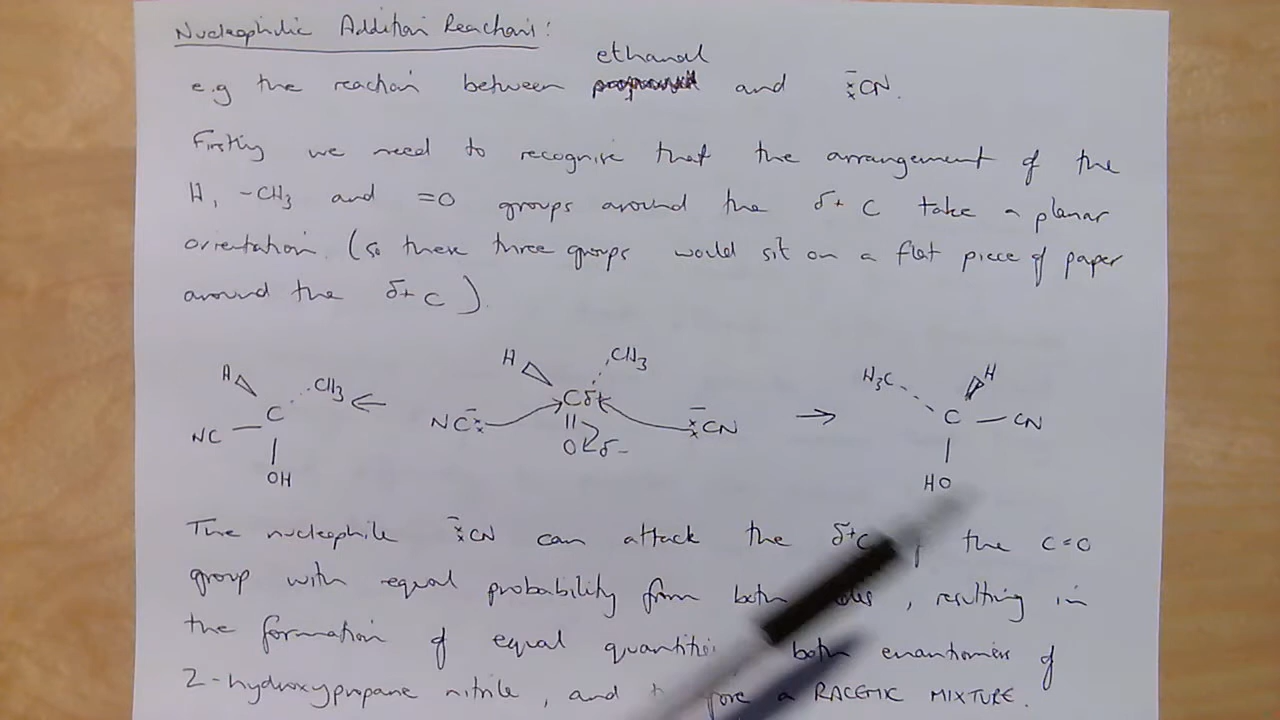 Nucleophilic Addition Reactions:
ethanal
e.g the reaction between and :CN.
Firstly we need to recognise that the arrangement of the
H, -CH3 and =O groups around the δ+ C take a planar
orientation. (so these three groups would sit on a flat piece of paper
around the δ+ C).
H CH3 C NC OH
H CH3 NC:⁻ Cδ+ ⁻:CN O δ-
H3C H C CN HO
The nucleophile ⁻:CN can attack the δ+C the C=O
group with equal probability from both, resulting in
the formation of equal quantities both enantiomers of
2-hydroxypropane nitrile, and a RACEMIC MIXTURE.